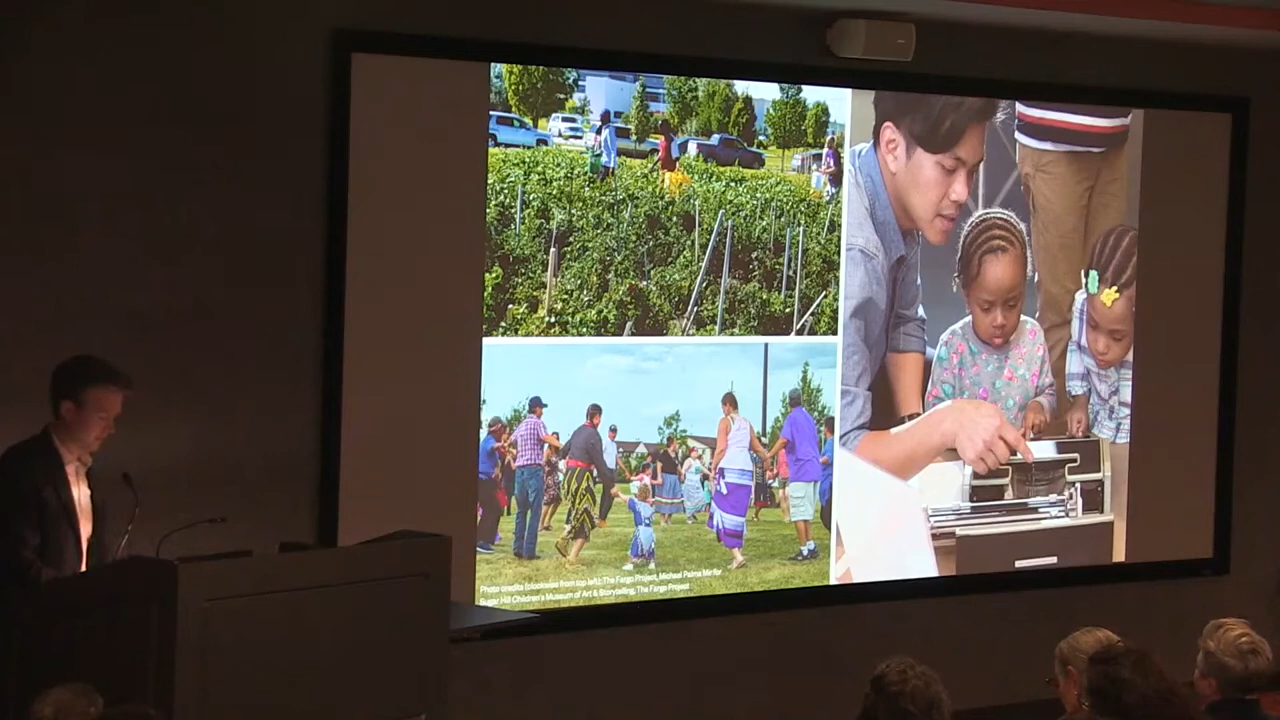 Photo credits (clockwise from top left): The Fargo Project, Michael Palma Mir for
Sugar Hill Children's Museum of Art & Storytelling, The Fargo Project